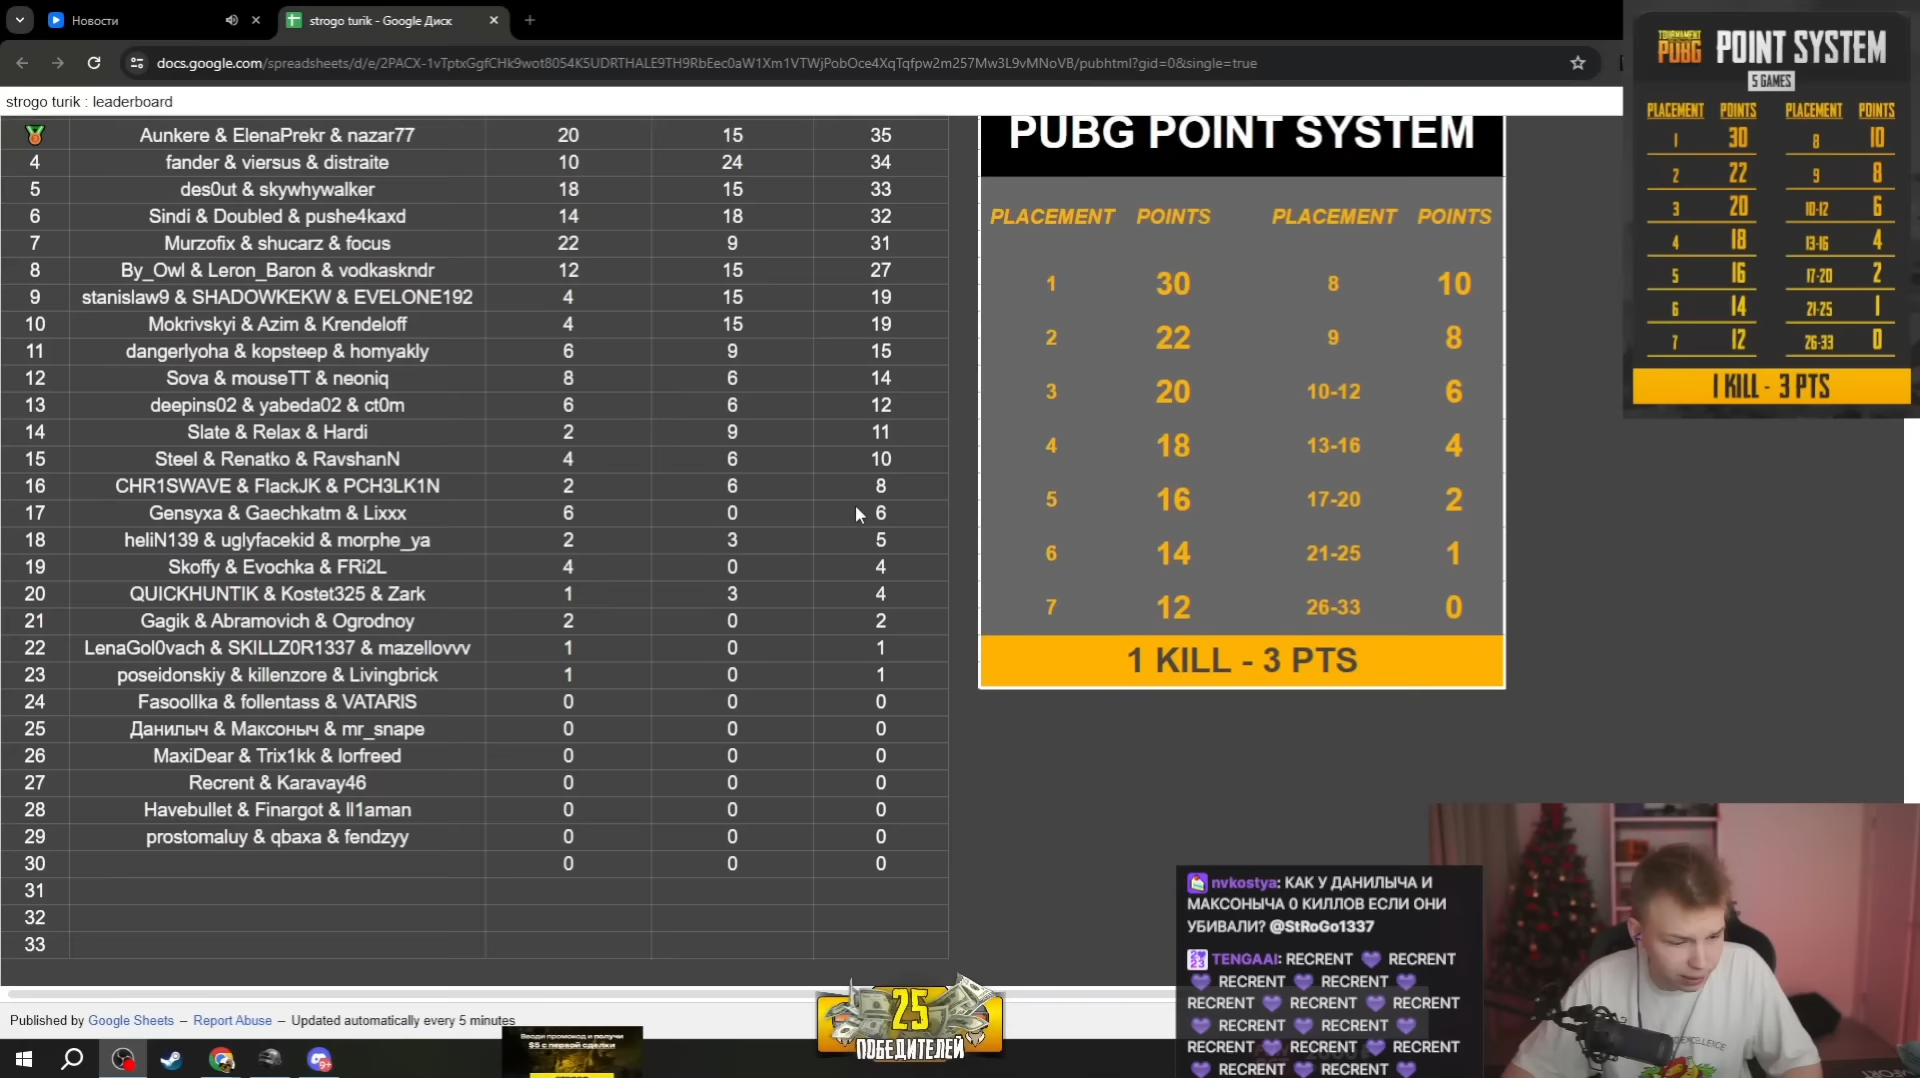 Новости
strogo turik - Google Диск
docs.google.com/spreadsheets/d/e/2PACX-1vTptxGgfCHk9wot8054K5UDRTHALE9TH9RbEec0aW1Xm1VTWjPobOce4XqTqfpw2m257Mw3L9vMNoVB/pubhtml?gid=0&single=true
strogo turik : leaderboard
Aunkere & ElenaPrekr & nazar77 20 15 35
4 fander & viersus & distraite 10 24 34
5 des0ut & skywhywalker 18 15 33
6 Sindi & Doubled & pushe4kaxd 14 18 32
7 Murzofix & shucarz & focus 22 9 31
8 By_Owl & Leron_Baron & vodkaskndr 12 15 27
9 stanislaw9 & SHADOWKEKW & EVELONE192 4 15 19
10 Mokrivskyi & Azim & Krendeloff 4 15 19
11 dangerlyoha & kopsteep & homyakly 6 9 15
12 Sova & mouseTT & neoniq 8 6 14
13 deepins02 & yabeda02 & ct0m 6 6 12
14 Slate & Relax & Hardi 2 9 11
15 Steel & Renatko & RavshanN 4 6 10
16 CHR1SWAVE & FlackJK & PCH3LK1N 2 6 8
17 Gensyxa & Gaechkatm & Lixxx 6 0 6
18 heliN139 & uglyfacekid & morphe_ya 2 3 5
19 Skoffy & Evochka & FRi2L 4 0 4
20 QUICKHUNTIK & Kostet325 & Zark 1 3 4
21 Gagik & Abramovich & Ogrodnoy 2 0 2
22 LenaGol0vach & SKILLZ0R1337 & mazellovvv 1 0 1
23 poseidonskiy & killenzore & Livingbrick 1 0 1
24 Fasoollka & follentass & VATARIS 0 0 0
25 Данилыч & Максоныч & mr_snape 0 0 0
26 MaxiDear & Trix1kk & lorfreed 0 0 0
27 Recrent & Karavay46 0 0 0
28 Havebullet & Finargot & ll1aman 0 0 0
29 prostomaluy & qbaxa & fendzyy 0 0 0
30 0 0 0
31
32
33
PUBG POINT SYSTEM
PLACEMENT POINTS PLACEMENT POINTS
1 30 8 10
2 22 9 8
3 20 10-12 6
4 18 13-16 4
5 16 17-20 2
6 14 21-25 1
7 12 26-33 0
1 KILL - 3 PTS
TOURNAMENT
PUBG
POINT SYSTEM
5 GAMES
PLACEMENT POINTS PLACEMENT POINTS
1 30 8 10
2 22 9 8
3 20 10-12 6
4 18 13-16 4
5 16 17-20 2
6 14 21-25 1
7 12 26-33 0
1 KILL - 3 PTS
nvkostya: КАК У ДАНИЛЫЧА И
МАКСОНЫЧА 0 КИЛЛОВ ЕСЛИ ОНИ
УБИВАЛИ? @StRoGo1337
TENGAAI: RECRENT 💜 RECRENT
💜 RECRENT 💜 RECRENT 💜
RECRENT 💜 RECRENT 💜 RECRENT
💜 RECRENT 💜 RECRENT 💜
RECRENT 💜 RECRENT 💜 RECRENT
💜 RECRENT 💜 RECRENT 💜
25
ПОБЕДИТЕЛЕЙ
Published by Google Sheets – Report Abuse – Updated automatically every 5 minutes
Вводи промокод и получи
$5 с первой сделки
9+